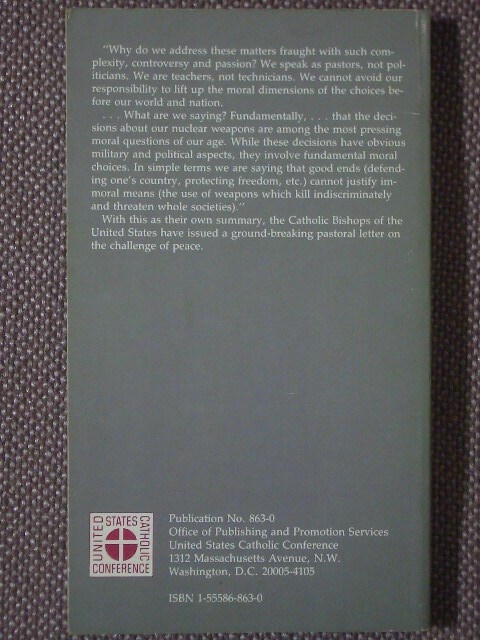 "Why do we address these matters fraught with such com-
plexity, controversy and passion? We speak as pastors, not pol-
iticians. We are teachers, not technicians. We cannot avoid our
responsibility to lift up the moral dimensions of the choices be-
fore our world and nation.
. . . What are we saying? Fundamentally, . . . that the deci-
sions about our nuclear weapons are among the most pressing
moral questions of our age. While these decisions have obvious
military and political aspects, they involve fundamental moral
choices. In simple terms we are saying that good ends (defend-
ing one's country, protecting freedom, etc.) cannot justify im-
moral means (the use of weapons which kill indiscriminately
and threaten whole societies)."
With this as their own summary, the Catholic Bishops of the
United States have issued a ground-breaking pastoral letter on
the challenge of peace.
UNITED
STATES
CATHOLIC
CONFERENCE
Publication No. 863-0
Office of Publishing and Promotion Services
United States Catholic Conference
1312 Massachusetts Avenue, N.W.
Washington, D.C. 20005-4105
ISBN 1-55586-863-0